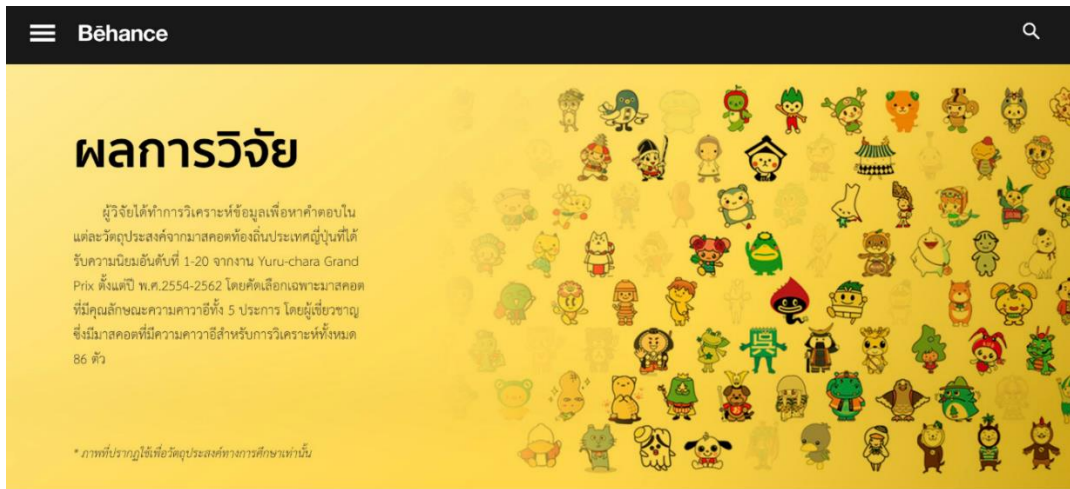 Bēhance
ผลการวิจัย
ผู้วิจัยได้ทำการวิเคราะห์ข้อมูลเพื่อหาคำตอบใน
แต่ละวัตถุประสงค์จากมาสคอตท้องถิ่นประเทศญี่ปุ่นที่ได้
รับความนิยมอันดับที่ 1-20 จากงาน Yuru-chara Grand
Prix ตั้งแต่ปี พ.ศ.2554-2562 โดยคัดเลือกเฉพาะมาสคอต
ที่มีคุณลักษณะความคาวาอีทั้ง 5 ประการ โดยผู้เชี่ยวชาญ
ซึ่งมีมาสคอตที่มีความคาวาอีสำหรับการวิเคราะห์ทั้งหมด
86 ตัว
* ภาพที่ปรากฏใช้เพื่อวัตถุประสงค์ทางการศึกษาเท่านั้น
呉